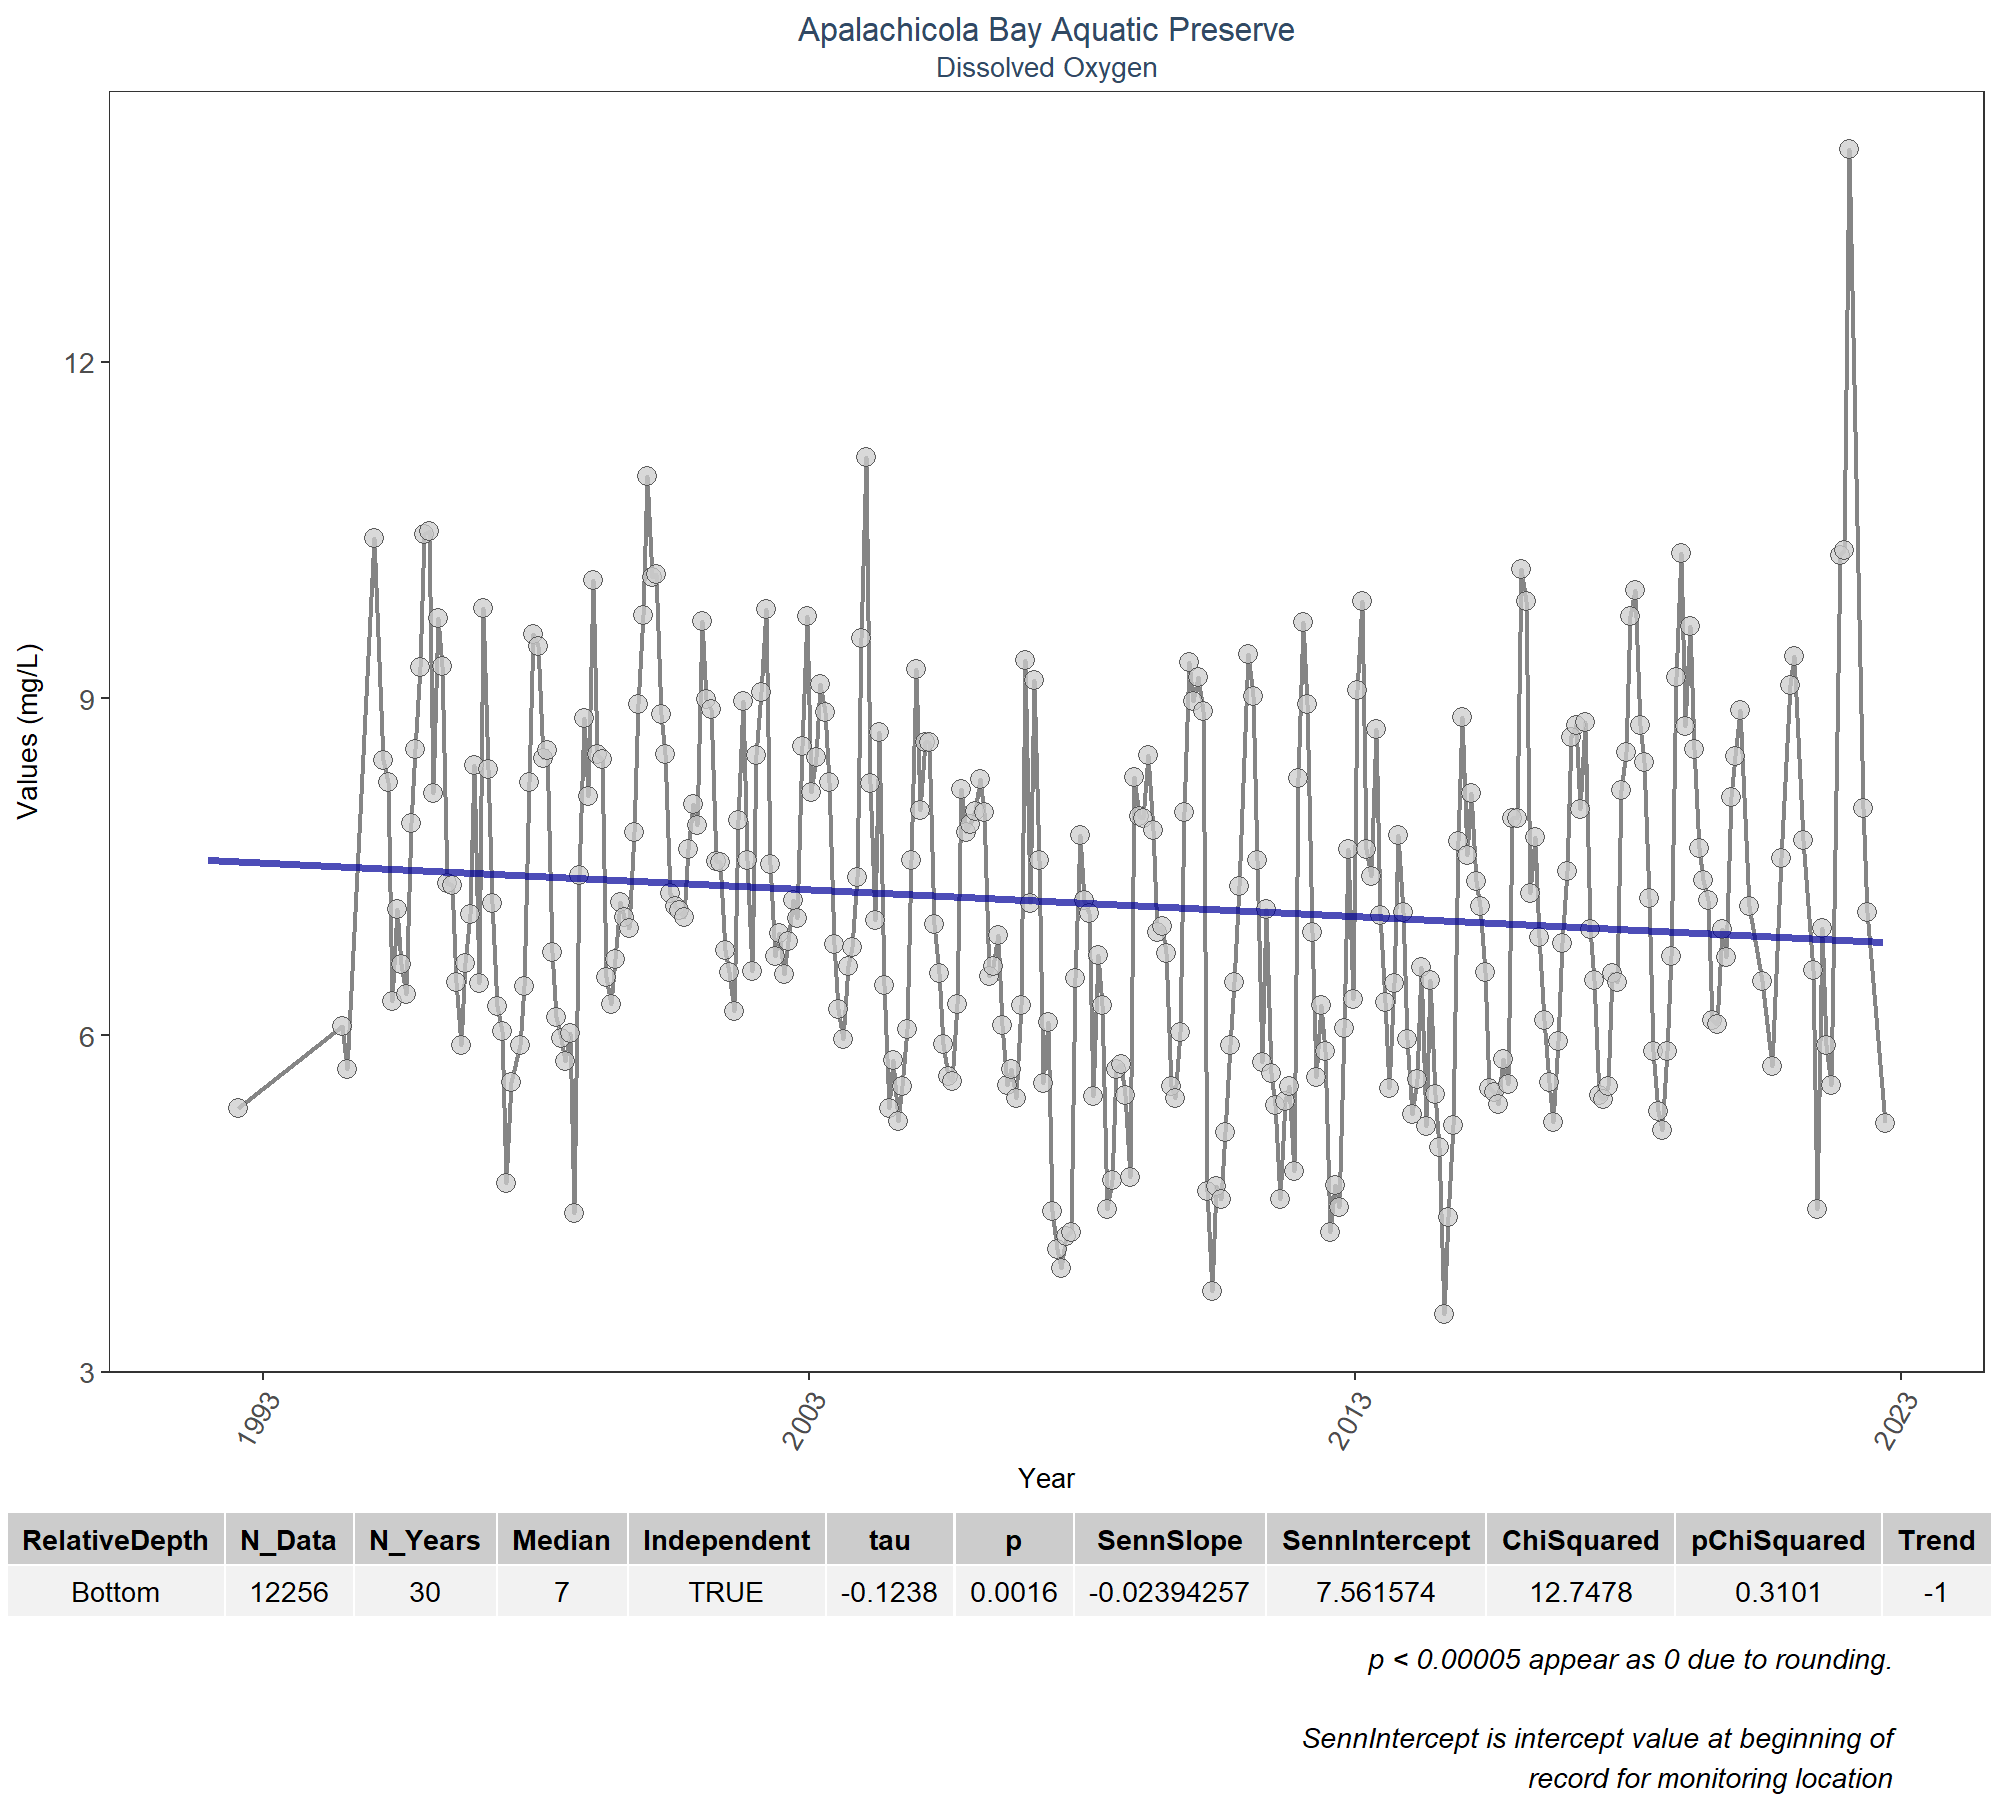 Apalachicola Bay Aquatic Preserve
Dissolved Oxygen
Values (mg/L)
12
9
6
3
1993
2003
2013
2023
Year
RelativeDepth N_Data N_Years Median Independent tau p SennSlope SennIntercept ChiSquared pChiSquared Trend
Bottom 12256 30 7 TRUE -0.1238 0.0016 -0.02394257 7.561574 12.7478 0.3101 -1
p < 0.00005 appear as 0 due to rounding.
SennIntercept is intercept value at beginning of
record for monitoring location